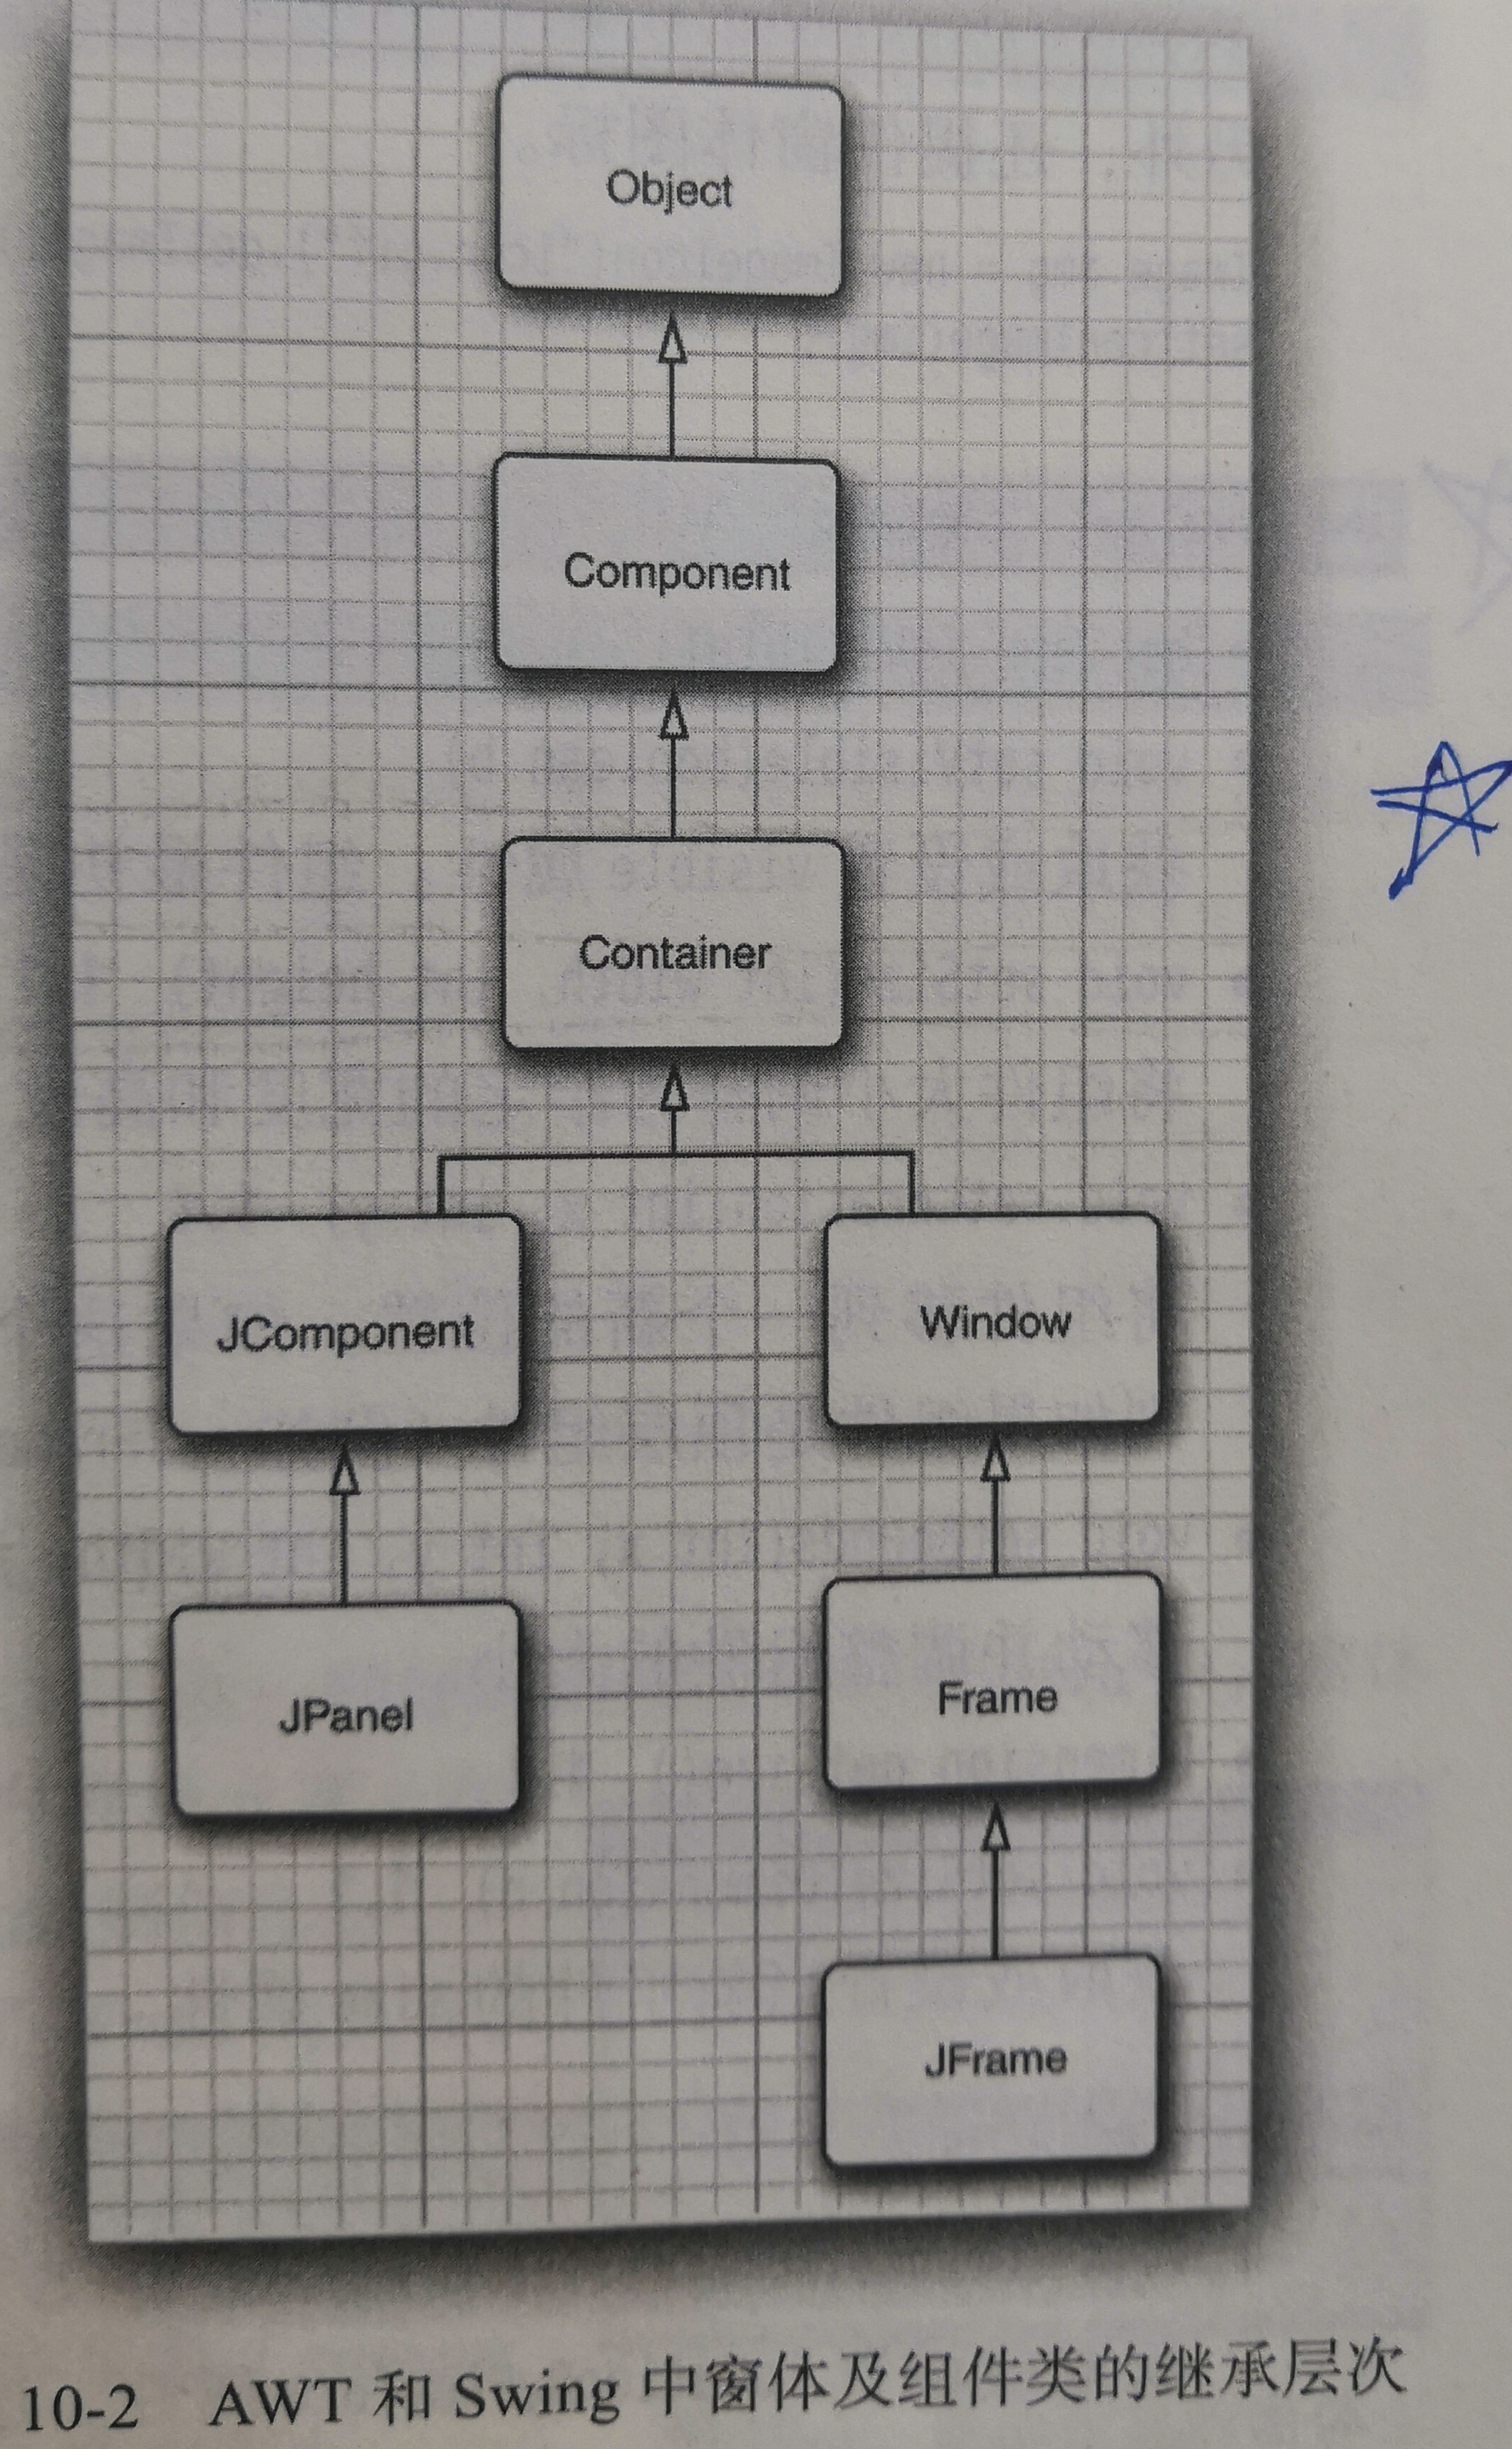 Object
Component
Container
JComponent
Window
JPanel
Frame
JFrame
10-2 AWT 和 Swing 中窗体及组件类的继承层次